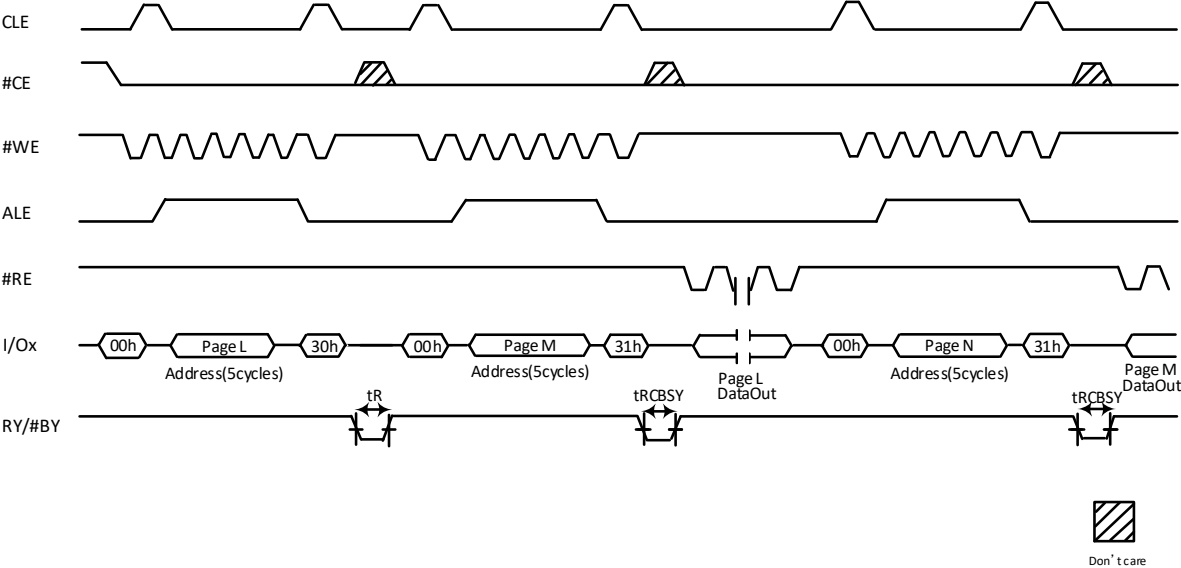 CLE
#CE
#WE
ALE
#RE
I/Ox
00h Page L 30h 00h Page M 31h 00h Page N 31h
Address(5cycles) Address(5cycles) Page L DataOut Address(5cycles) Page M DataOut
tR tRCBSY tRCBSY
RY/#BY
Don't care